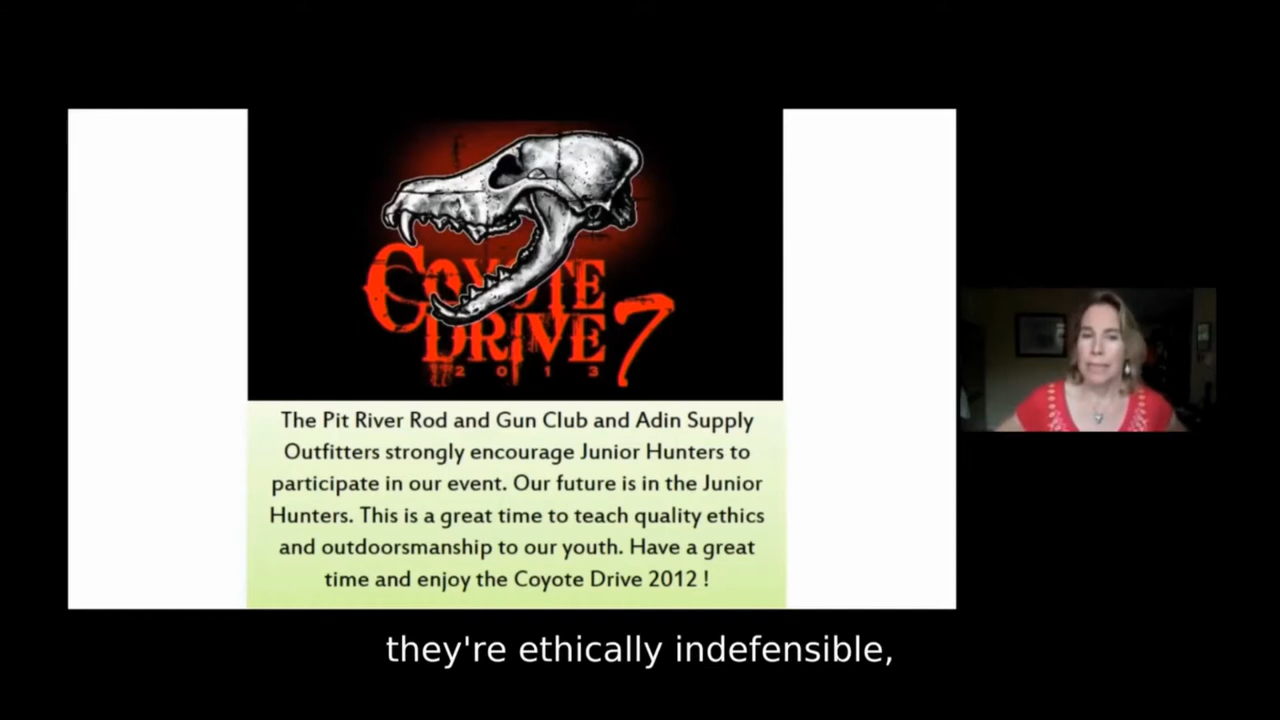 COYOTE
DRIVE 7
2013
The Pit River Rod and Gun Club and Adin Supply
Outfitters strongly encourage Junior Hunters to
participate in our event. Our future is in the Junior
Hunters. This is a great time to teach quality ethics
and outdoorsmanship to our youth. Have a great
time and enjoy the Coyote Drive 2012 !
they're ethically indefensible,